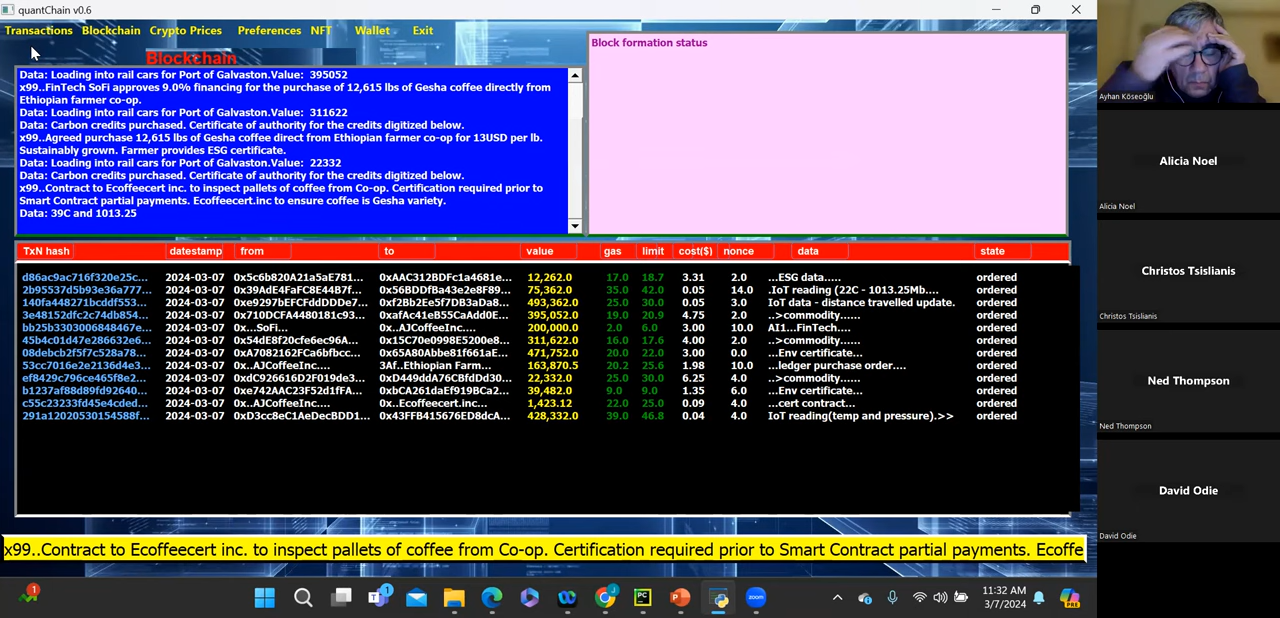 quantChain v0.6
Transactions Blockchain Crypto Prices Preferences NFT Wallet Exit
Blockchain
Data: Loading into rail cars for Port of Galvaston.Value: 395052
x99..FinTech SoFi approves 9.0% financing for the purchase of 12,615 lbs of Gesha coffee directly from
Ethiopian farmer co-op.
Data: Loading into rail cars for Port of Galvaston.Value: 311622
Data: Carbon credits purchased. Certificate of authority for the credits digitized below.
x99..Agreed purchase 12,615 lbs of Gesha coffee direct from Ethiopian farmer co-op for 13USD per lb.
Sustainably grown. Farmer provides ESG certificate.
Data: Loading into rail cars for Port of Galvaston.Value: 22332
Data: Carbon credits purchased. Certificate of authority for the credits digitized below.
x99..Contract to Ecoffeecert inc. to inspect pallets of coffee from Co-op. Certification required prior to
Smart Contract partial payments. Ecoffeecert.inc to ensure coffee is Gesha variety.
Data: 39C and 1013.25
Block formation status
TxN hash datestamp from to value gas limit cost($) nonce data state
d86ac9ac716f320e25c... 2024-03-07 0x5c6b820A21a5aE781... 0xAAC312BDFc1a4681e... 12,262.0 17.0 18.7 3.31 2.0 ...ESG data..... ordered
2b95537d5b93e36a777... 2024-03-07 0x39AdE4FaFC8E44B7f... 0x56BDDfBa43e2e8F89... 75,362.0 35.0 42.0 0.05 14.0 .IoT reading (22C - 1013.25Mb.... ordered
140fa448271bcddf553... 2024-03-07 0xe9297bEFCFddDDDe7... 0xf2Bb2Ee5f7DB3aDa8... 493,362.0 25.0 30.0 0.05 3.0 IoT data - distance travelled update. ordered
3e48152dfc2c74db854... 2024-03-07 0x710DCFA4480181c93... 0xafAc41eB55CaAdd0E... 395,052.0 19.0 20.9 4.75 2.0 ..>commodity..... ordered
bb25b3303006848467e... 2024-03-07 0x...SoFi... 0x..AJCoffeeInc.... 200,000.0 2.0 6.0 3.00 10.0 AI1...FinTech.... ordered
45b4c01d47e286632e6... 2024-03-07 0x54dE8f20cfe6ec96A... 0x15C70e0998E5200e8... 311,622.0 16.0 17.6 4.00 2.0 ..>commodity..... ordered
08debcb2f5f7c528a78... 2024-03-07 0xA7082162FCa6bfbcc... 0x65A80Abbe81f661aE... 471,752.0 20.0 22.0 3.00 0.0 ...Env certificate... ordered
53cc7016e2e2136d4e3... 2024-03-07 0x..AJCoffeeInc.... 3Af..Ethiopian Farm... 163,870.5 20.2 25.6 1.98 10.0 ...ledger purchase order.... ordered
ef8429c796ce465f8e2... 2024-03-07 0xdC926616D2F019de3... 0xD449ddA76CBfdDd30... 22,332.0 25.0 30.0 6.25 4.0 ..>commodity..... ordered
b1237af88d89fd92640... 2024-03-07 0xe742AAC23F52d1fFA... 0xbCA261daEf919BCa2... 39,482.0 9.0 9.0 1.35 6.0 ...Env certificate... ordered
c55c23233fd45e4cded... 2024-03-07 0x...AJCoffeeInc.... 0x..Ecoffeecert.inc... 1,423.12 22.0 25.0 0.09 4.0 ...cert contract... ordered
291a12020530154588f... 2024-03-07 0xD3cc8eC1AeDecBDD1... 0x43FFB415676ED8dcA... 428,332.0 39.0 46.8 0.04 4.0 IoT reading(temp and pressure).>> ordered
x99..Contract to Ecoffeecert inc. to inspect pallets of coffee from Co-op. Certification required prior to Smart Contract partial payments. Ecoffe
11:32 AM
3/7/2024
Ayhan Köseoğlu
Alicia Noel
Alicia Noel
Christos Tsislianis
Christos Tsislianis
Ned Thompson
Ned Thompson
David Odie
David Odie